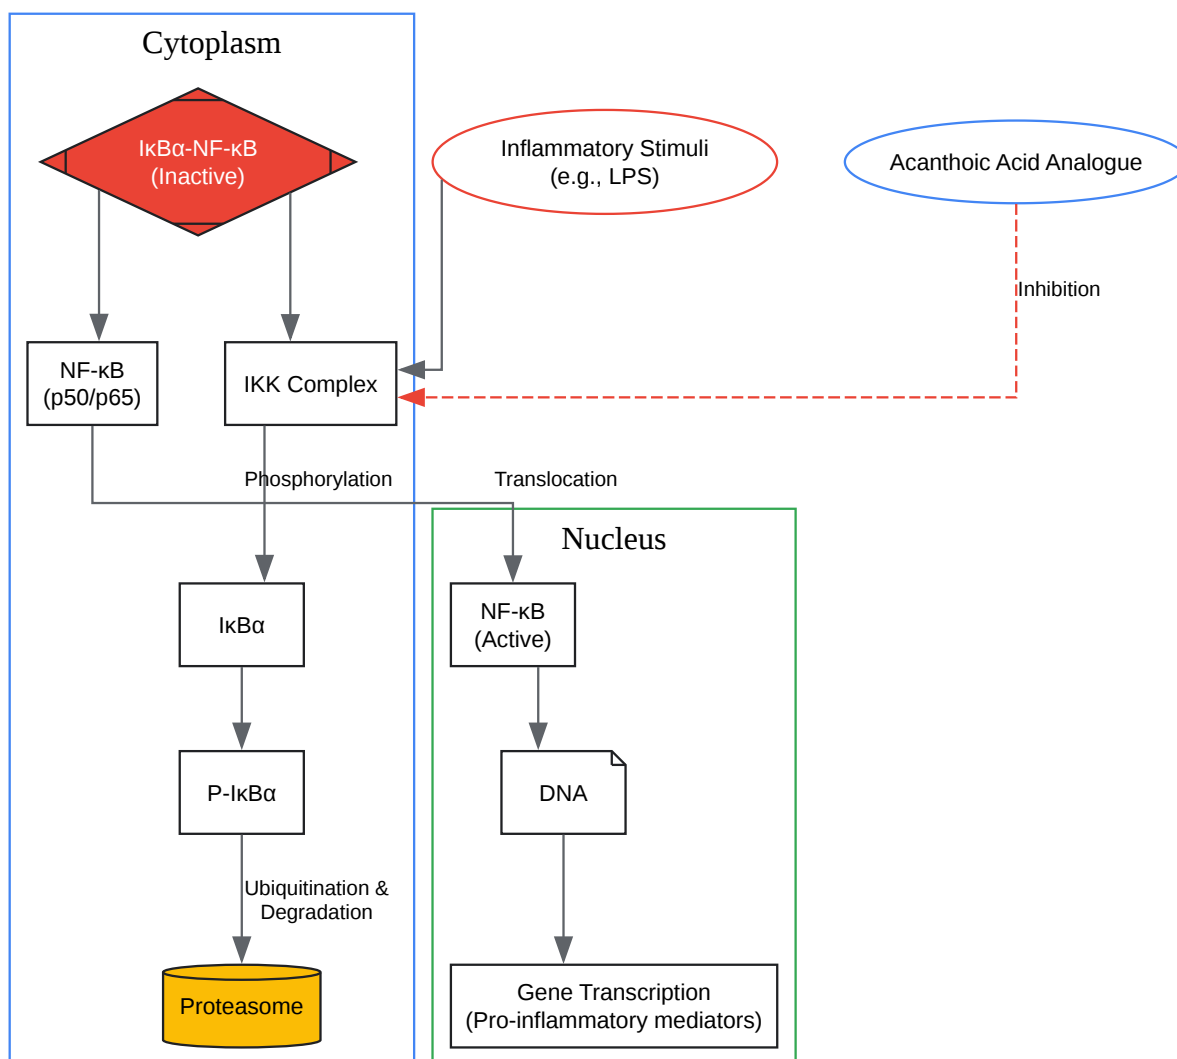 Cytoplasm
IκBα-NF-κB
(Inactive)
Inflammatory Stimuli
(e.g., LPS)
Acanthoic Acid Analogue
Inhibition
NF-κB
(p50/p65)
IKK Complex
Phosphorylation
Translocation
Nucleus
IκBα
NF-κB
(Active)
P-IκBα
DNA
Ubiquitination &
Degradation
Proteasome
Gene Transcription
(Pro-inflammatory mediators)